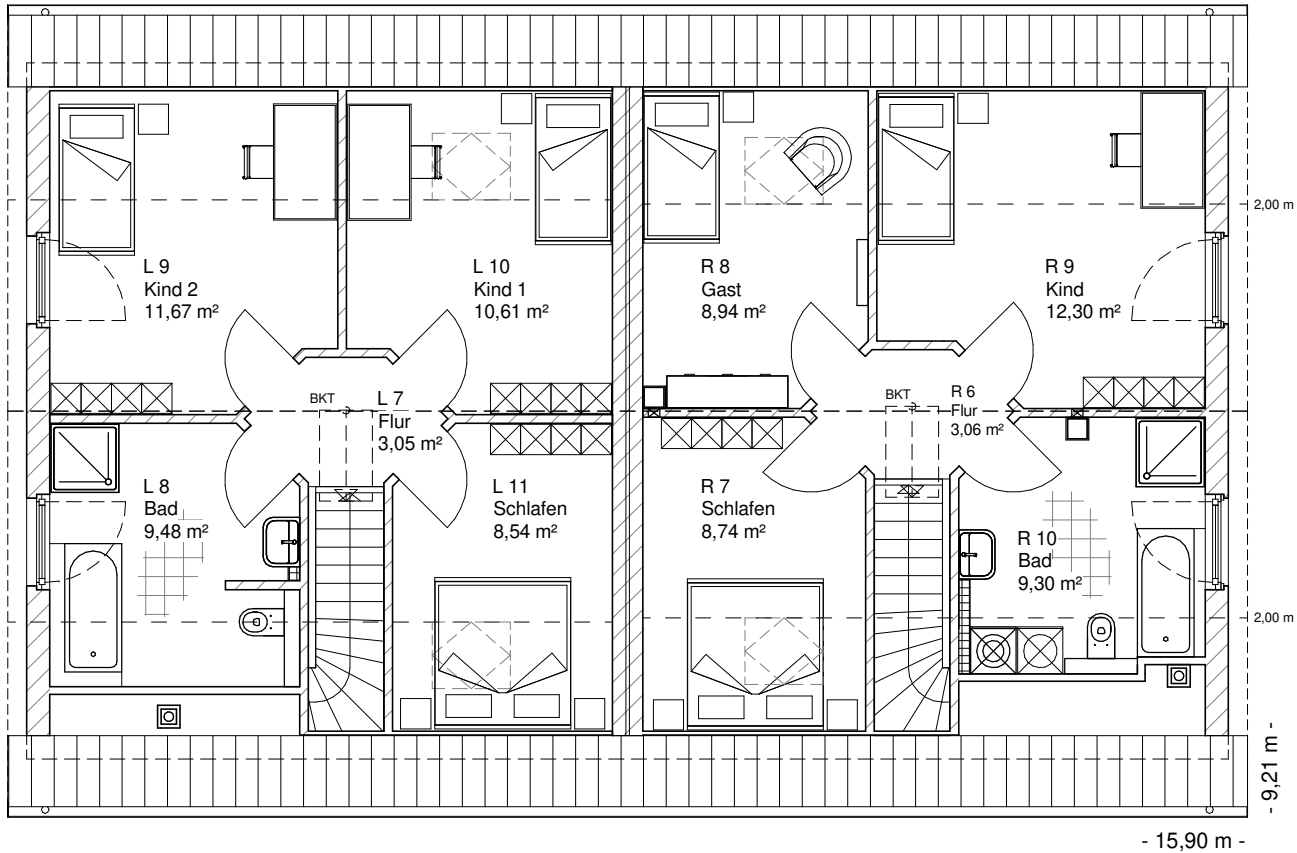 2,00 m
L 9
Kind 2
11,67 m²
L 10
Kind 1
10,61 m²
R 8
Gast
8,94 m²
R 9
Kind
12,30 m²
BKT
L 7
Flur
3,05 m²
BKT
R 6
Flur
3,06 m²
L 8
Bad
9,48 m²
L 11
Schlafen
8,54 m²
R 7
Schlafen
8,74 m²
R 10
Bad
9,30 m²
2,00 m
- 9,21 m -
- 15,90 m -